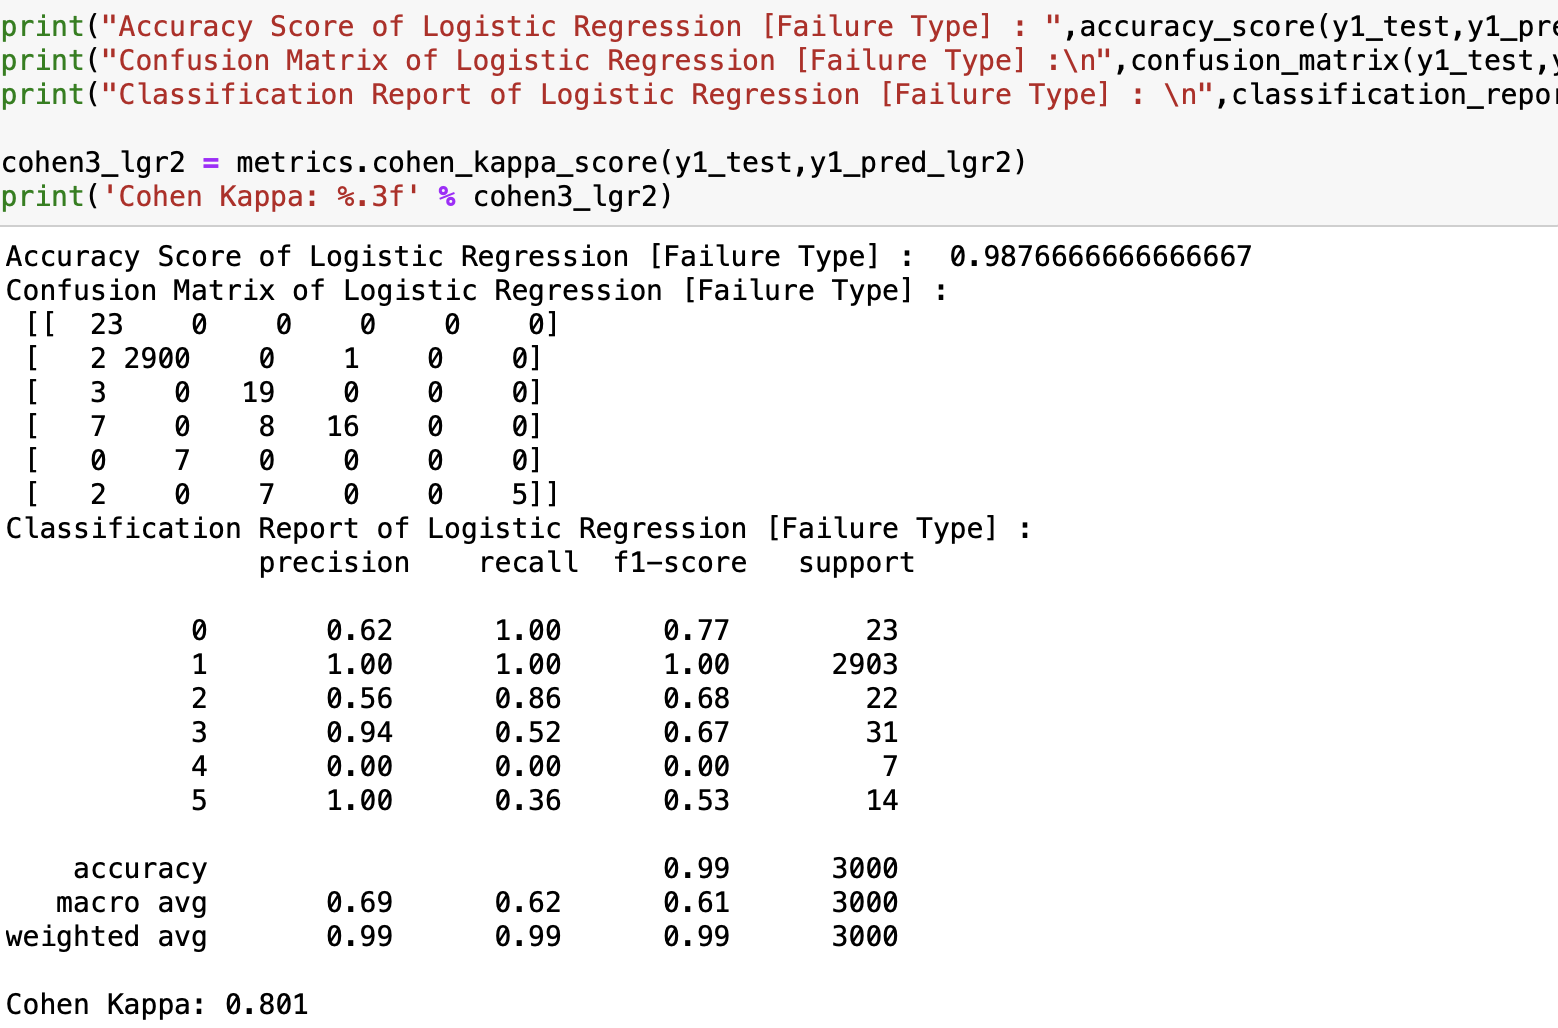 print("Accuracy Score of Logistic Regression [Failure Type] : ",accuracy_score(y1_test,y1_pre
print("Confusion Matrix of Logistic Regression [Failure Type] :\n",confusion_matrix(y1_test,y
print("Classification Report of Logistic Regression [Failure Type] : \n",classification_repor
cohen3_lgr2 = metrics.cohen_kappa_score(y1_test,y1_pred_lgr2)
print('Cohen Kappa: %.3f' % cohen3_lgr2)
Accuracy Score of Logistic Regression [Failure Type] :  0.9876666666666667
Confusion Matrix of Logistic Regression [Failure Type] :
 [[  23    0    0    0    0    0]
 [   2 2900    0    1    0    0]
 [   3    0   19    0    0    0]
 [   7    0    8   16    0    0]
 [   0    7    0    0    0    0]
 [   2    0    7    0    0    5]]
Classification Report of Logistic Regression [Failure Type] :
               precision    recall  f1-score   support
           0       0.62      1.00      0.77        23
           1       1.00      1.00      1.00      2903
           2       0.56      0.86      0.68        22
           3       0.94      0.52      0.67        31
           4       0.00      0.00      0.00         7
           5       1.00      0.36      0.53        14
    accuracy                           0.99      3000
   macro avg       0.69      0.62      0.61      3000
weighted avg       0.99      0.99      0.99      3000
Cohen Kappa: 0.801